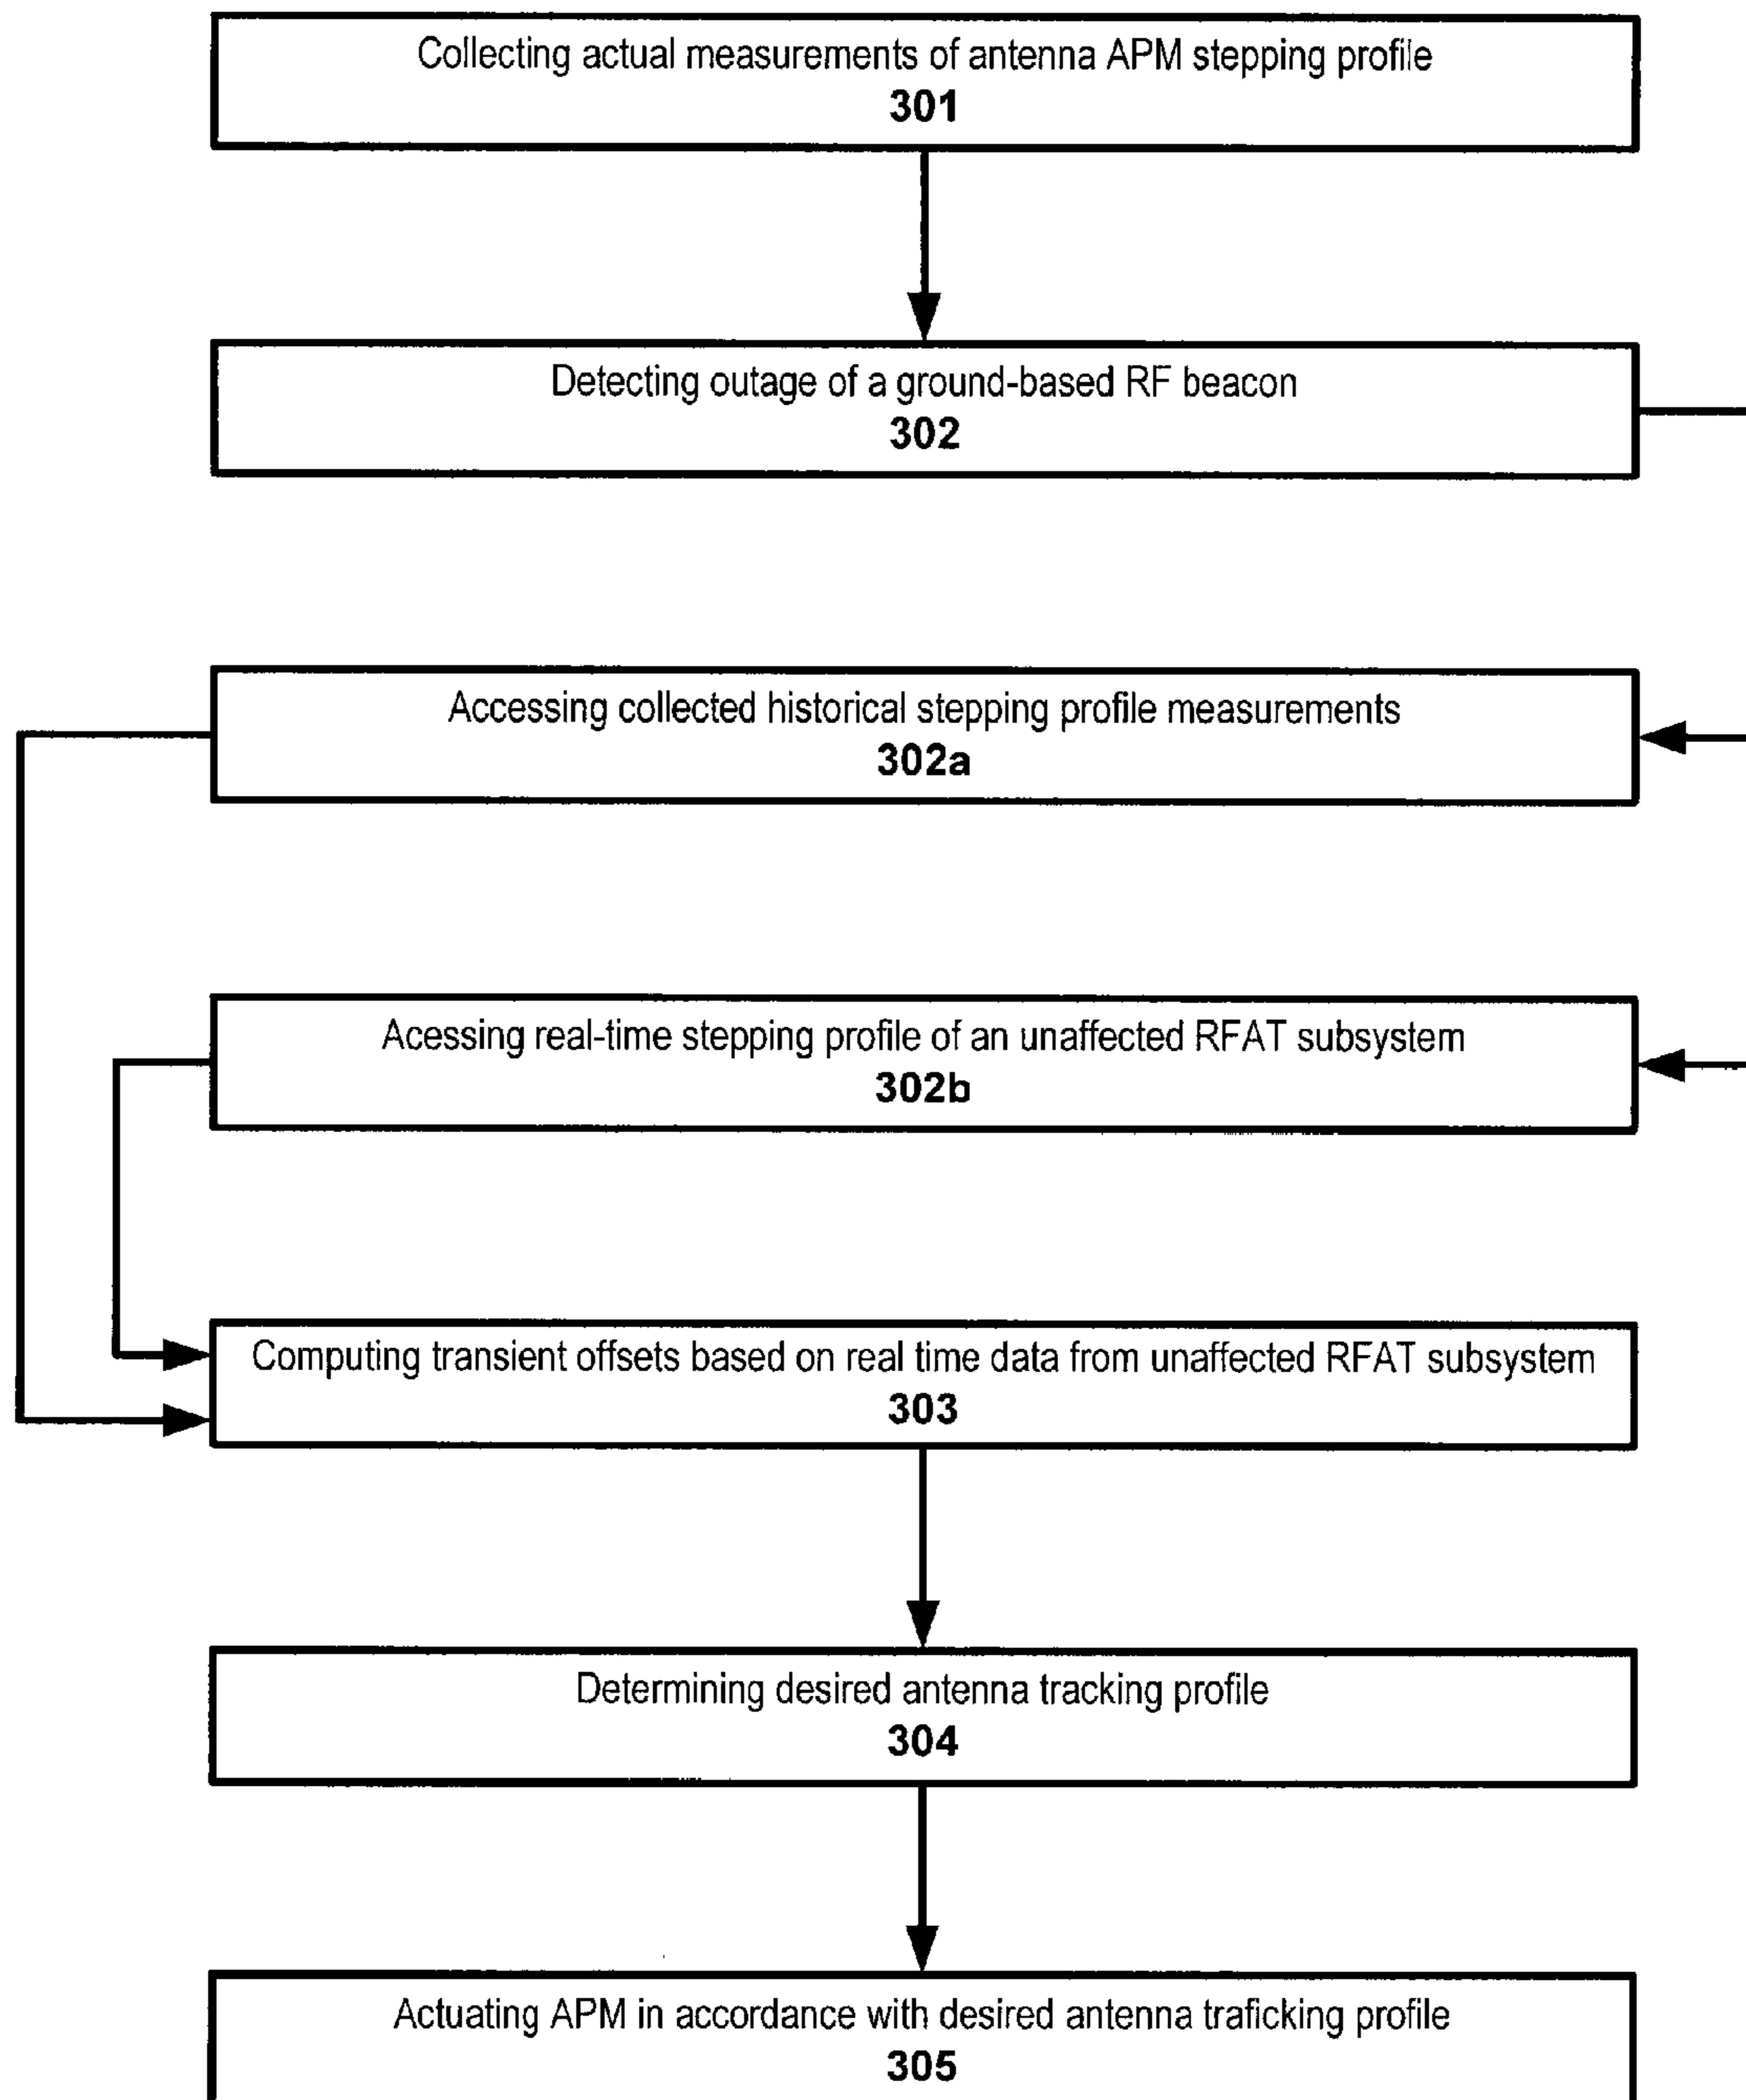 Collecting actual measurements of antenna APM stepping profile
301
Detecting outage of a ground-based RF beacon
302
Accessing collected historical stepping profile measurements
302a
Acessing real-time stepping profile of an unaffected RFAT subsystem
302b
Computing transient offsets based on real time data from unaffected RFAT subsystem
303
Determining desired antenna tracking profile
304
Actuating APM in accordance with desired antenna traficking profile
305